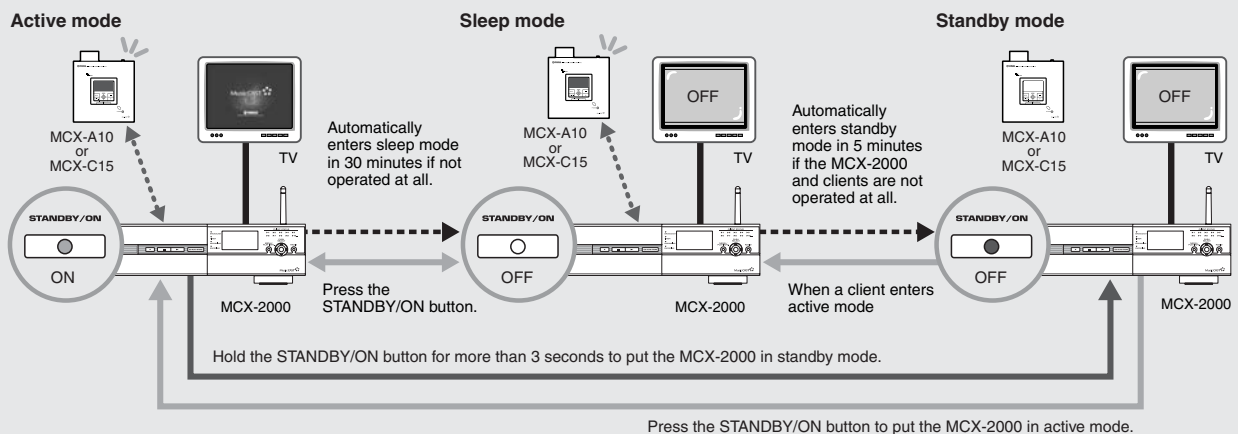 Active mode
Sleep mode
Standby mode
MCX-A10
or
MCX-C15
MusicCAST
TV
Automatically
enters sleep mode
in 30 minutes if not
operated at all.
MCX-A10
or
MCX-C15
OFF
TV
Automatically
enters standby
mode in 5 minutes
if the MCX-2000
and clients are not
operated at all.
MCX-A10
or
MCX-C15
OFF
TV
STANDBY/ON
ON
MCX-2000
Press the
STANDBY/ON button.
STANDBY/ON
OFF
MCX-2000
When a client enters
active mode
STANDBY/ON
OFF
MCX-2000
Hold the STANDBY/ON button for more than 3 seconds to put the MCX-2000 in standby mode.
Press the STANDBY/ON button to put the MCX-2000 in active mode.